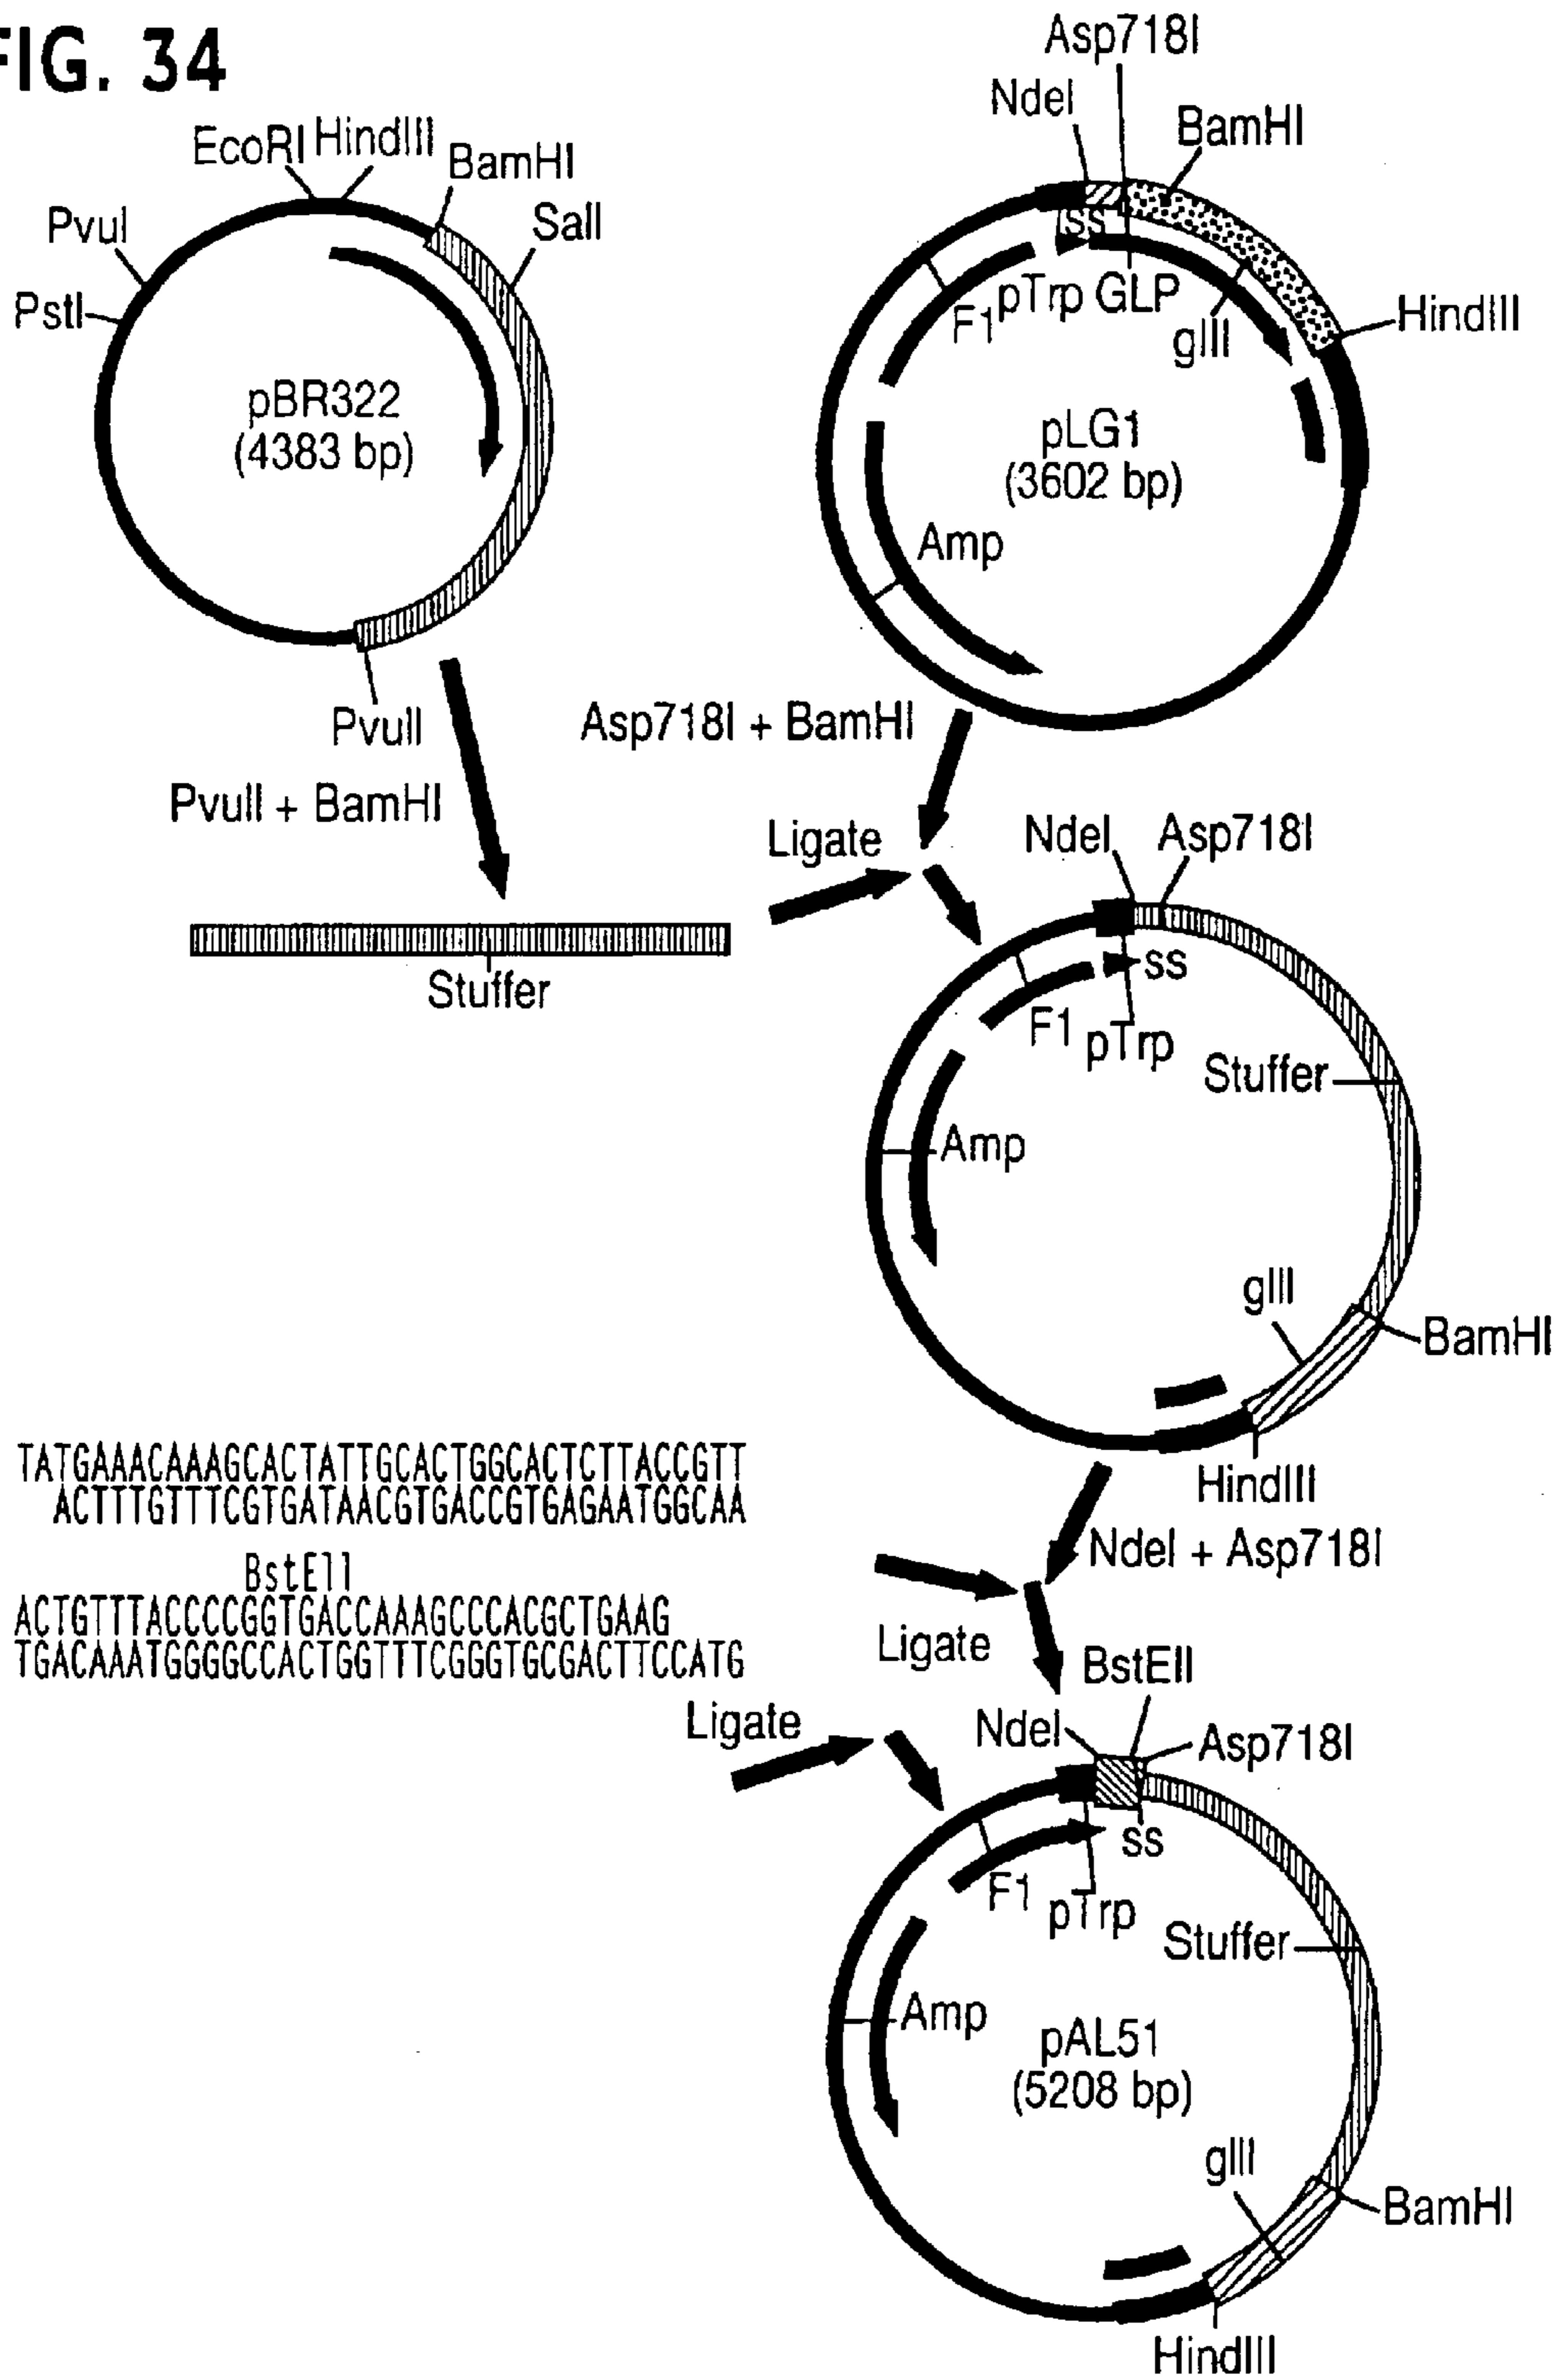 FIG. 34
EcoRI
HindIII
BamHI
SalI
PvuI
PstI
pBR322
(4383 bp)
PvuII
PvuII + BamHI
Stuffer
Asp718I
NdeI
BamHI
HindIII
ss
F1
pTrp
GLP
gIII
pLG1
(3602 bp)
Amp
Asp718I + BamHI
Ligate
NdeI
Asp718I
ss
F1
pTrp
Stuffer
Amp
gIII
BamHI
HindIII
TATGAAACAAAGCACTATTGCACTGGCACTCTTACCGTT
ACTTTGTTTCGTGATAACGTGACCGTGAGAATGGCAA
BstEII
ACTGTTTACCCCGGTGACCAAAGCCCACGCTGAAG
TGACAAATGGGGCCACTGGTTTCGGGTGCGACTTCCATG
NdeI + Asp718I
Ligate
BstEII
Ligate
NdeI
Asp718I
ss
F1
pTrp
Stuffer
Amp
pAL51
(5208 bp)
gIII
BamHI
HindIII